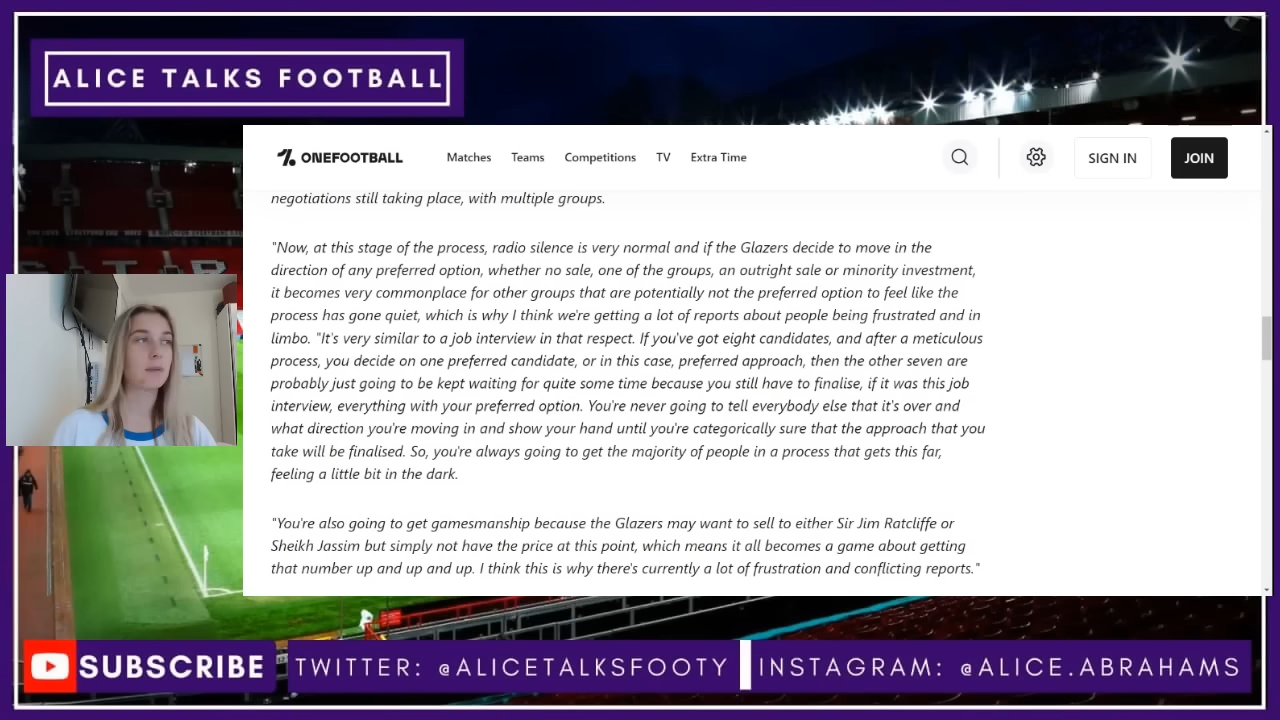 ALICE TALKS FOOTBALL
ONEFOOTBALL
Matches
Teams
Competitions
TV
Extra Time
SIGN IN
JOIN
negotiations still taking place, with multiple groups.
"Now, at this stage of the process, radio silence is very normal and if the Glazers decide to move in the
direction of any preferred option, whether no sale, one of the groups, an outright sale or minority investment,
it becomes very commonplace for other groups that are potentially not the preferred option to feel like the
process has gone quiet, which is why I think we're getting a lot of reports about people being frustrated and in
limbo. "It's very similar to a job interview in that respect. If you've got eight candidates, and after a meticulous
process, you decide on one preferred candidate, or in this case, preferred approach, then the other seven are
probably just going to be kept waiting for quite some time because you still have to finalise, if it was this job
interview, everything with your preferred option. You're never going to tell everybody else that it's over and
what direction you're moving in and show your hand until you're categorically sure that the approach that you
take will be finalised. So, you're always going to get the majority of people in a process that gets this far,
feeling a little bit in the dark.
"You're also going to get gamesmanship because the Glazers may want to sell to either Sir Jim Ratcliffe or
Sheikh Jassim but simply not have the price at this point, which means it all becomes a game about getting
that number up and up and up. I think this is why there's currently a lot of frustration and conflicting reports."
SUBSCRIBE
TWITTER: @ALICETALKSFOOTY
INSTAGRAM: @ALICE.ABRAHAMS